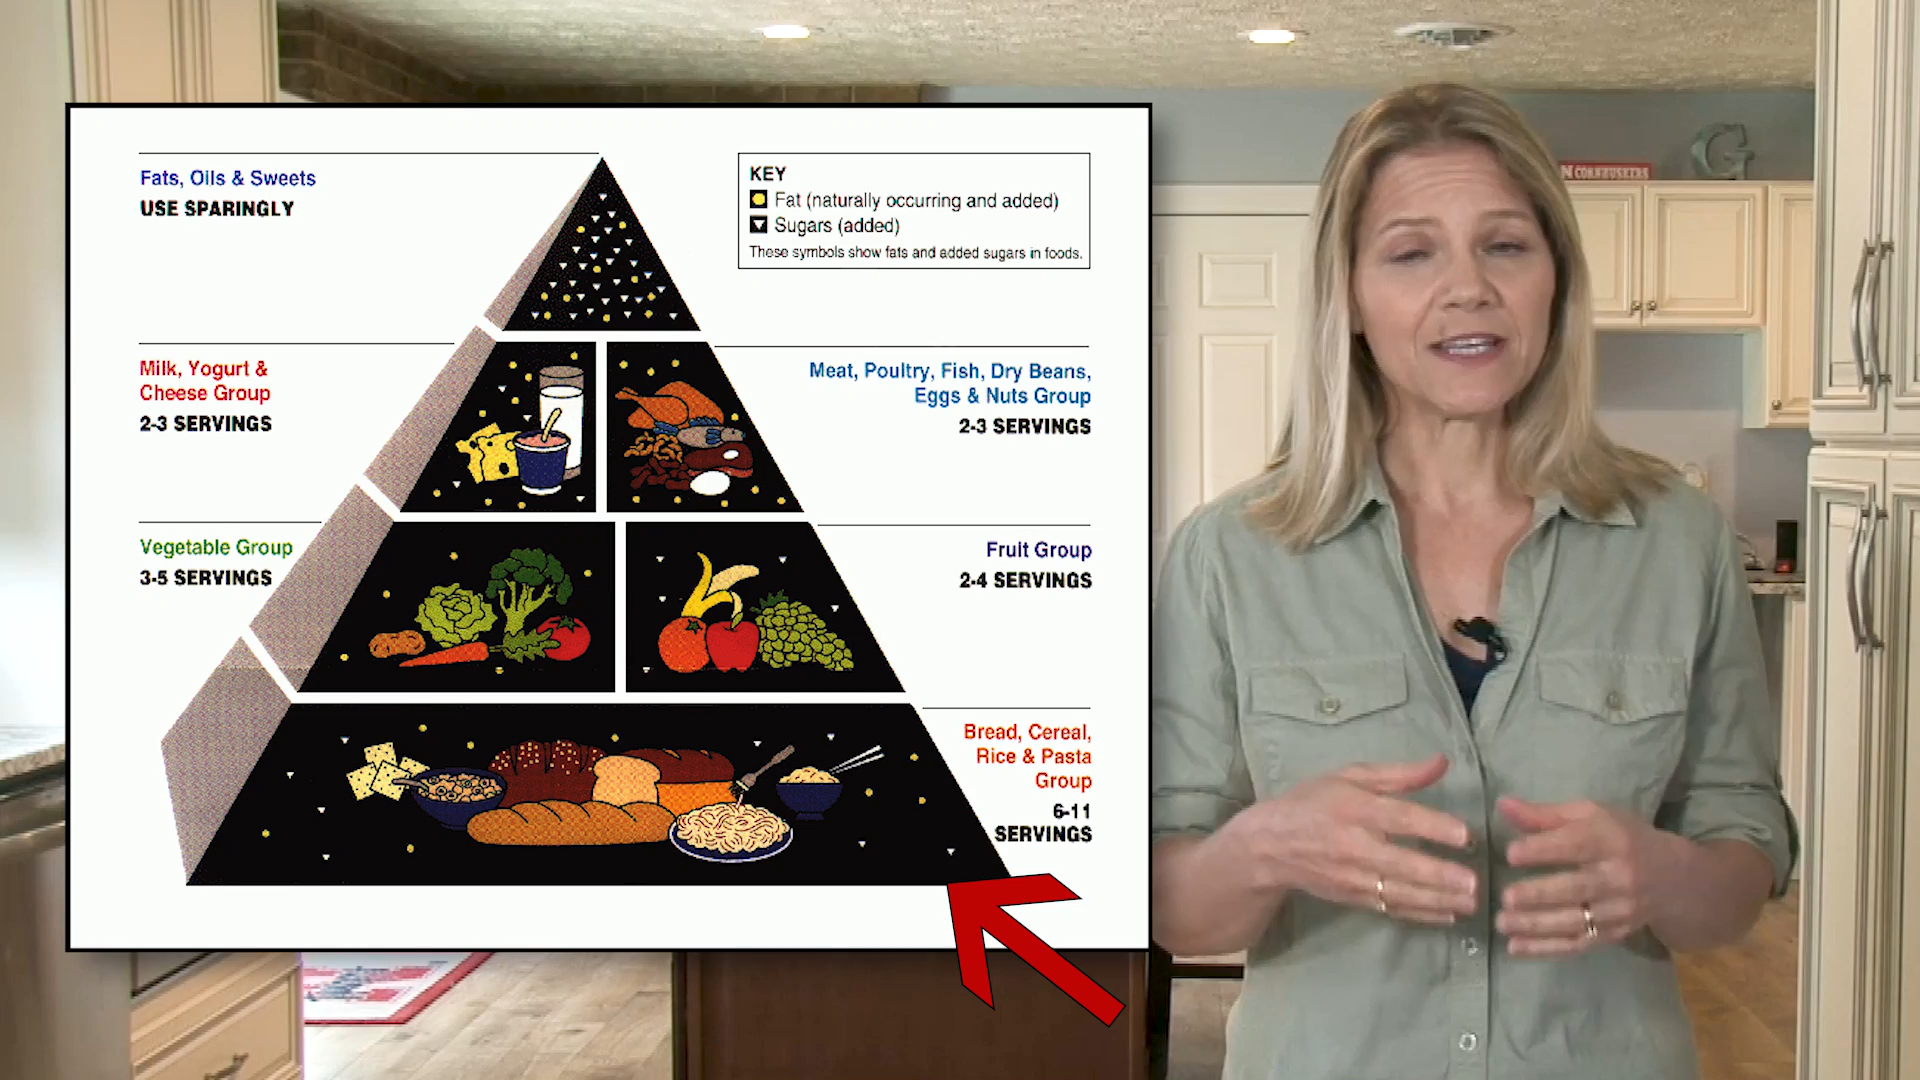 Fats, Oils & Sweets
USE SPARINGLY
KEY
Fat (naturally occurring and added)
Sugars (added)
These symbols show fats and added sugars in foods.
Milk, Yogurt &
Cheese Group
2-3 SERVINGS
Meat, Poultry, Fish, Dry Beans,
Eggs & Nuts Group
2-3 SERVINGS
Vegetable Group
3-5 SERVINGS
Fruit Group
2-4 SERVINGS
Bread, Cereal,
Rice & Pasta
Group
6-11
SERVINGS
N CORNHUSKERS
G